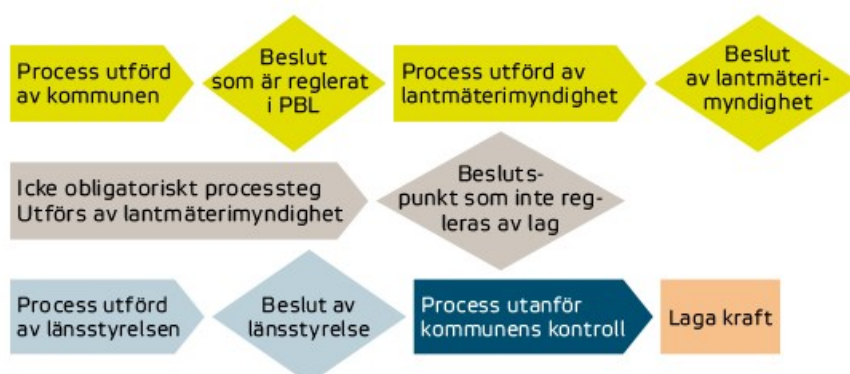 Process utförd
av kommunen
Beslut
som är reglerat
i PBL
Process utförd av
lantmäterimyndighet
Beslut
av lantmäteri-
myndighet
Icke obligatoriskt processteg
Utförs av lantmäterimyndighet
Besluts-
punkt som inte reg-
leras av lag
Process utförd
av länsstyrelsen
Beslut av
länsstyrelse
Process utanför
kommunens kontroll
Laga kraft